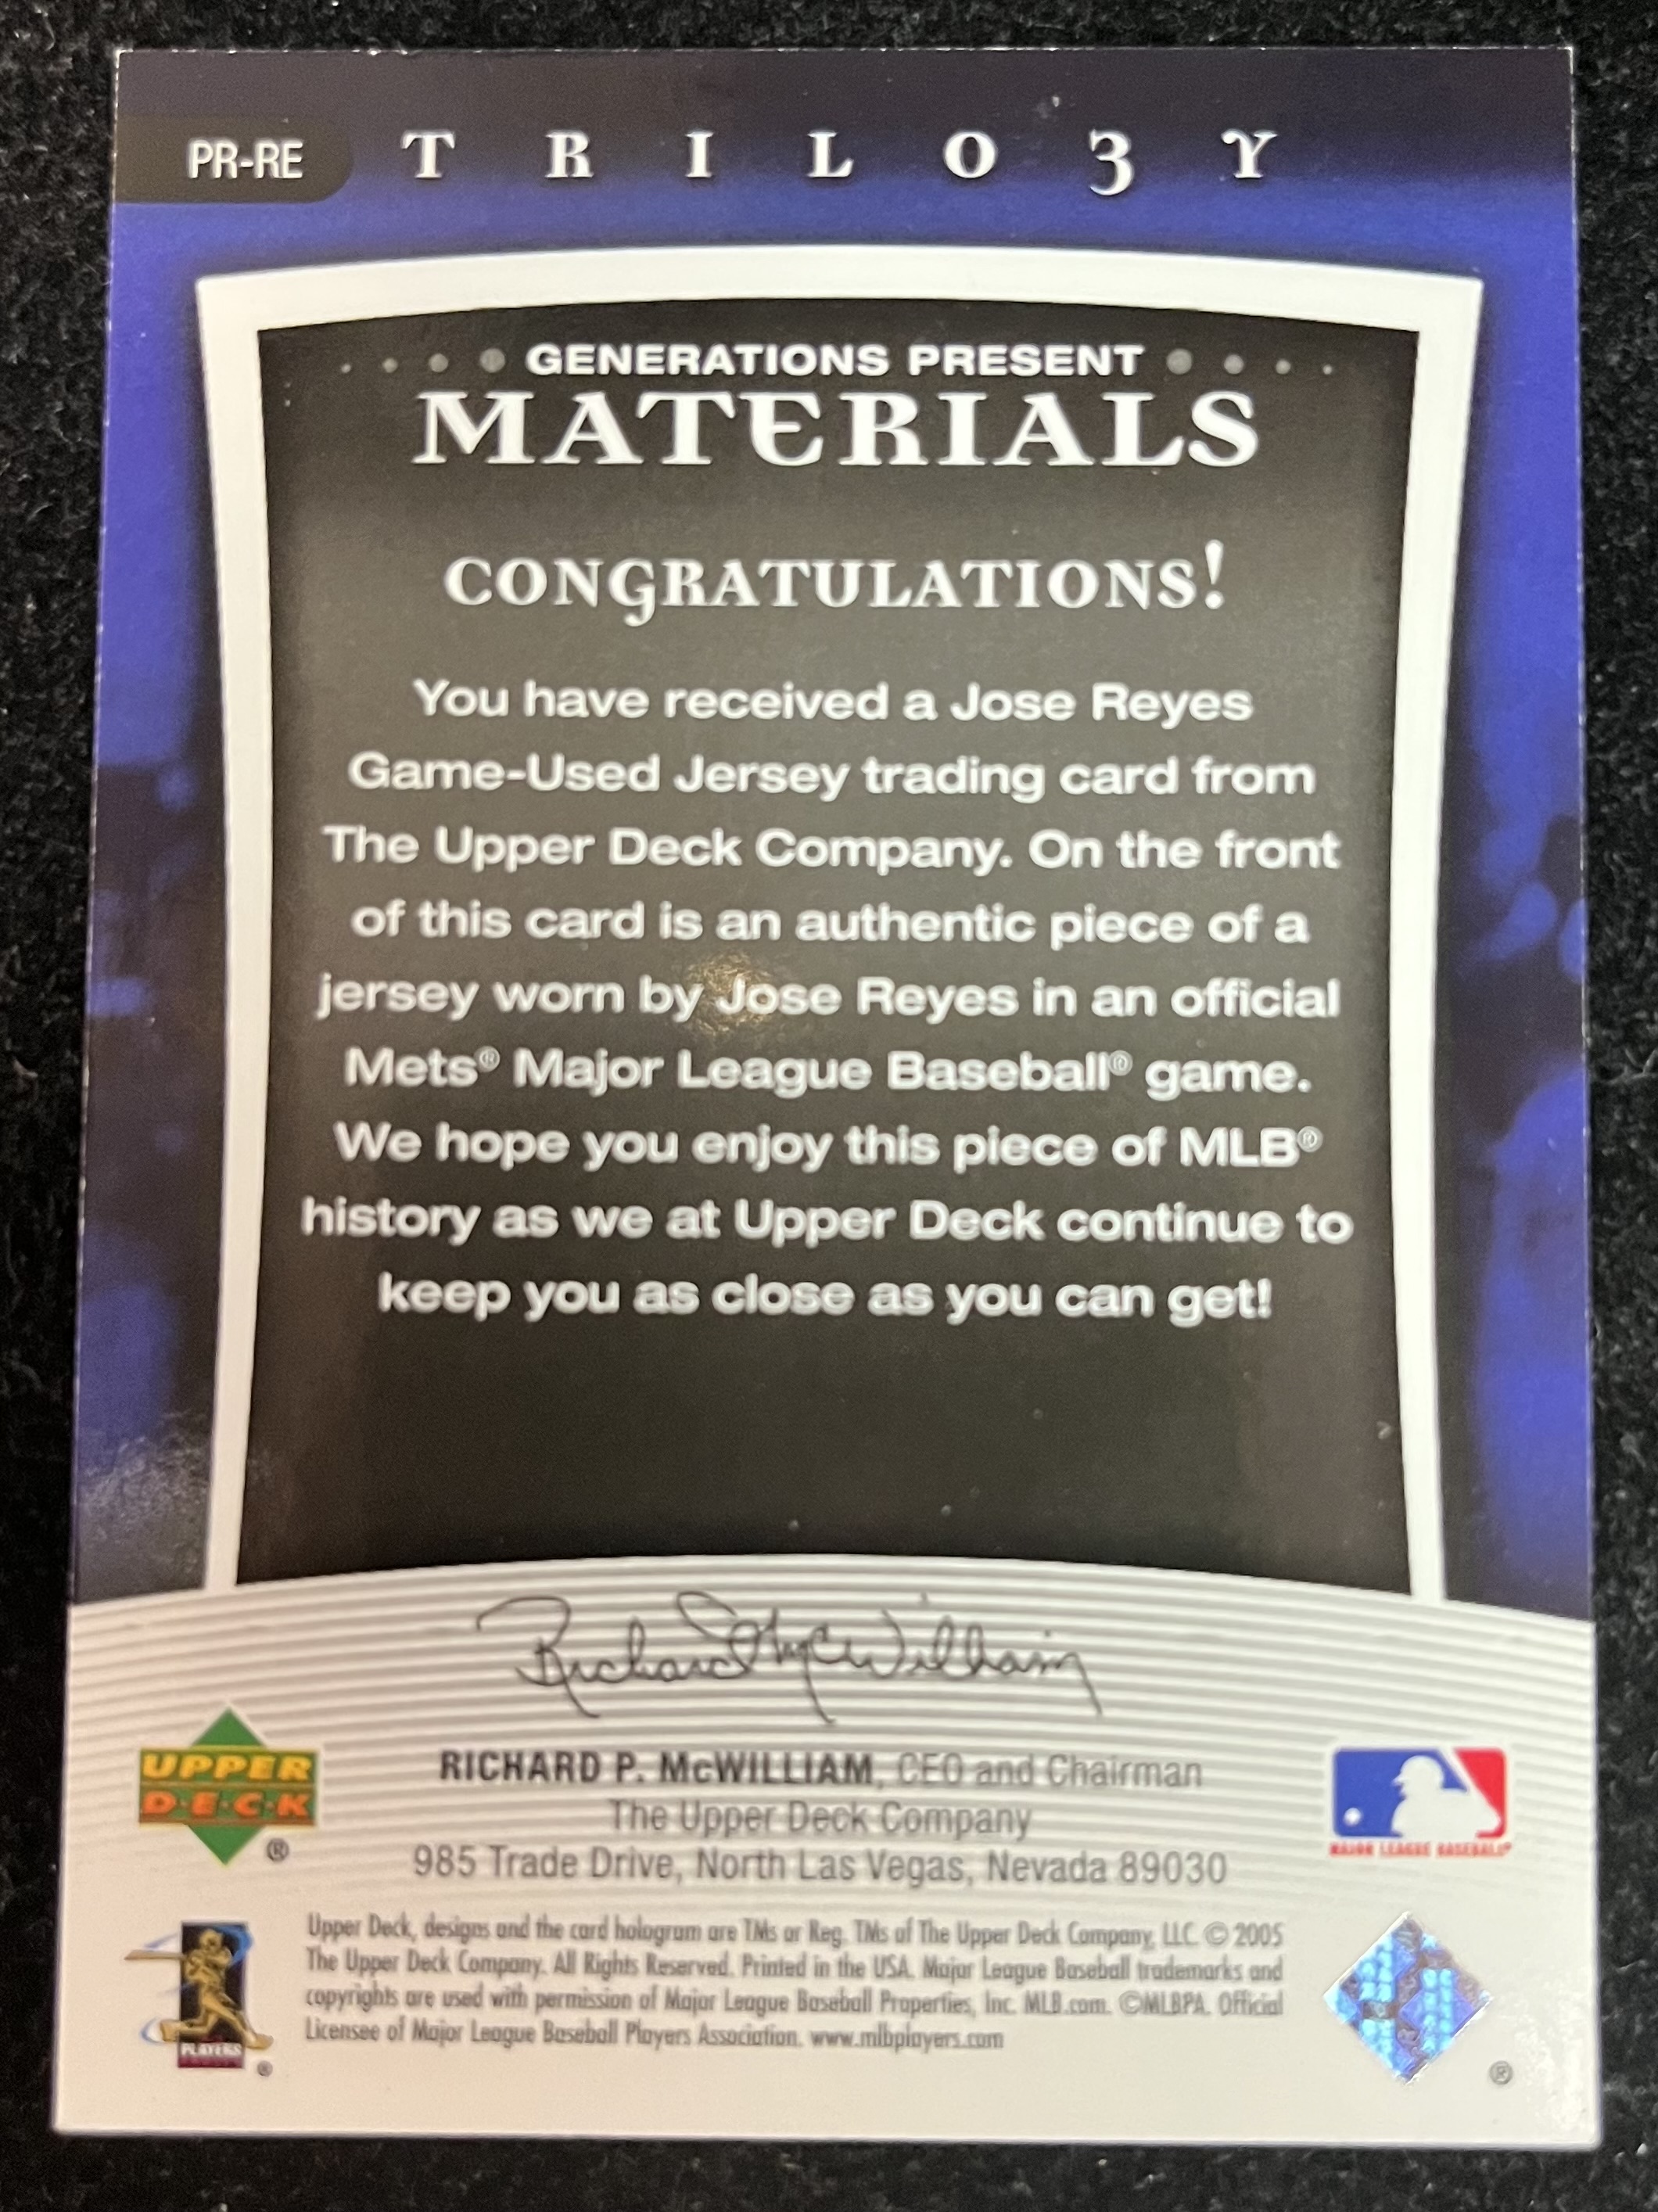 PR-RE
TRILOGY
GENERATIONS PRESENT
MATERIALS
CONGRATULATIONS!
You have received a Jose Reyes
Game-Used Jersey trading card from
The Upper Deck Company. On the front
of this card is an authentic piece of a
jersey worn by Jose Reyes in an official
Mets® Major League Baseball® game.
We hope you enjoy this piece of MLB®
history as we at Upper Deck continue to
keep you as close as you can get!
Richard McWilliam
UPPER
D·E·C·K
®
RICHARD P. McWILLIAM, CEO and Chairman
The Upper Deck Company
985 Trade Drive, North Las Vegas, Nevada 89030
MAJOR LEAGUE BASEBALL®
Upper Deck, designs and the card hologram are TMs or Reg. TMs of The Upper Deck Company, LLC. © 2005
The Upper Deck Company. All Rights Reserved. Printed in the USA. Major League Baseball trademarks and
copyrights are used with permission of Major League Baseball Properties, Inc. MLB.com. ©MLBPA. Official
Licensee of Major League Baseball Players Association. www.mlbplayers.com
PLAYERS
®
®